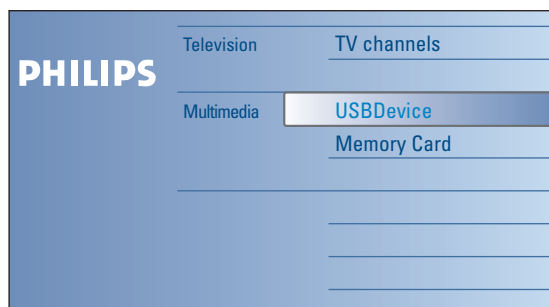 PHILIPS
Television TV channels
Multimedia USBDevice
Memory Card